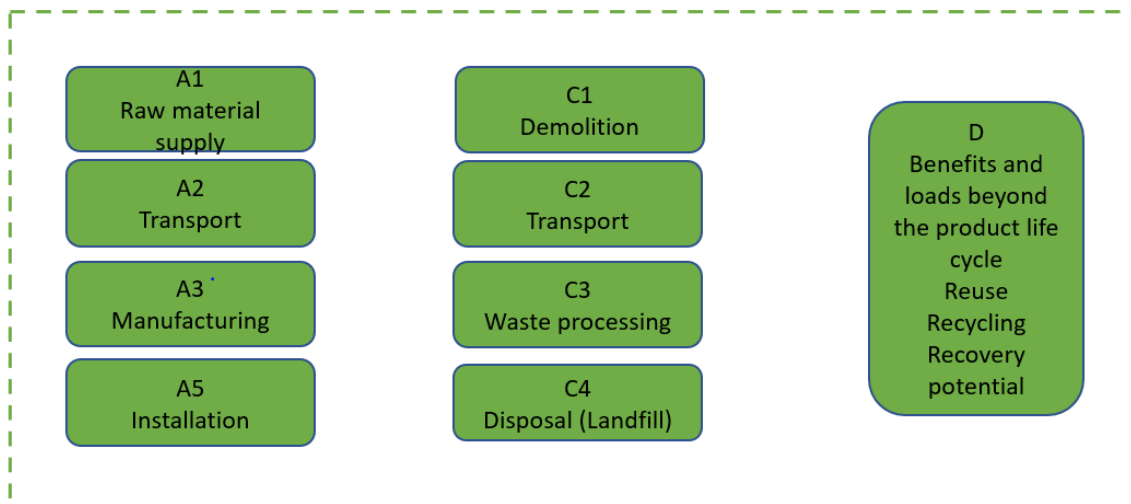 A1
Raw material
supply
A2
Transport
A3
Manufacturing
A5
Installation
C1
Demolition
C2
Transport
C3
Waste processing
C4
Disposal (Landfill)
D
Benefits and
loads beyond
the product life
cycle
Reuse
Recycling
Recovery
potential